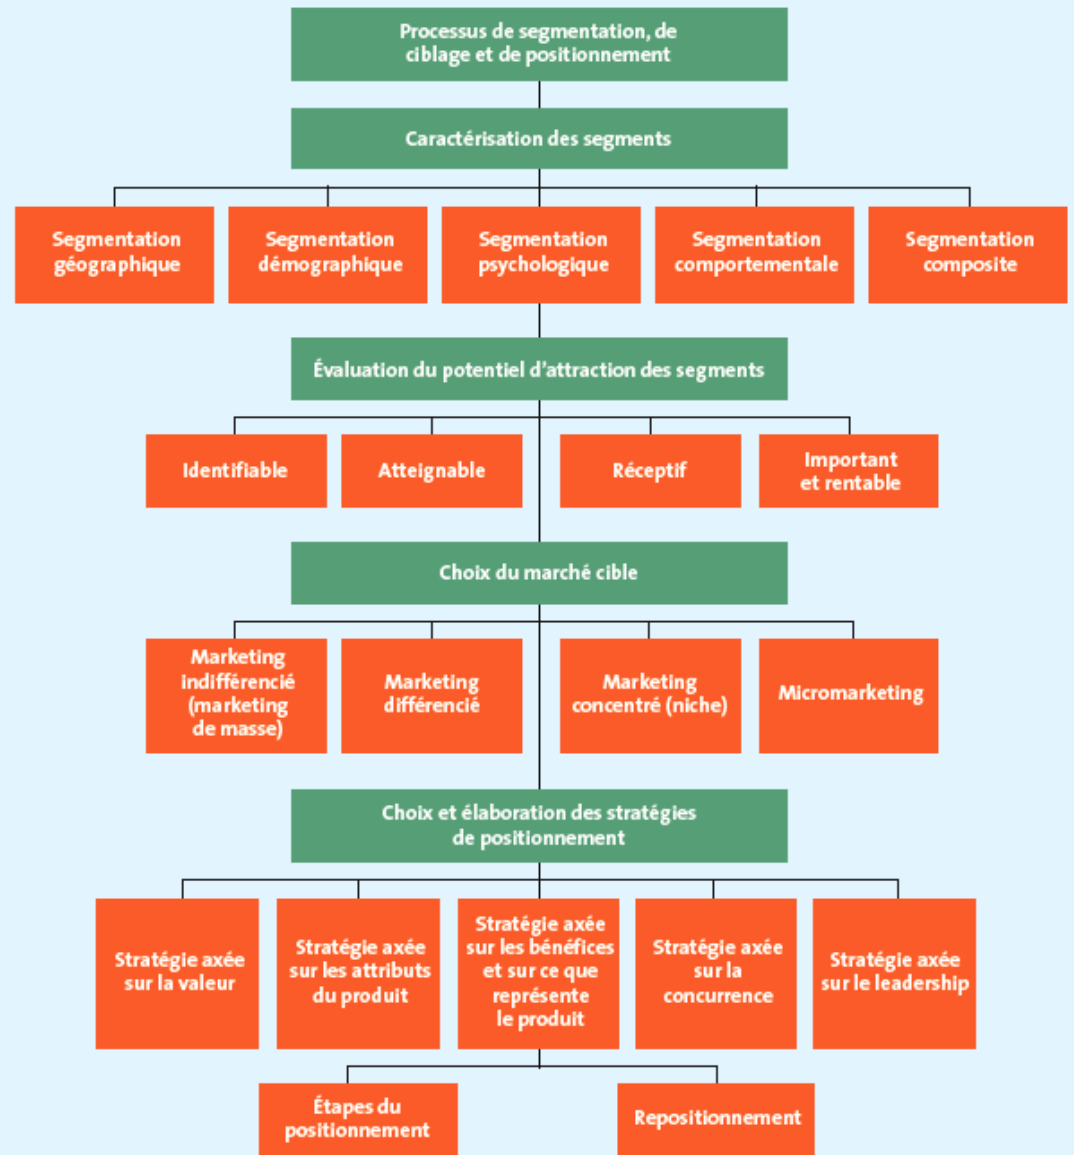 Processus de segmentation, de
ciblage et de positionnement
Caractérisation des segments
Segmentation
géographique
Segmentation
démographique
Segmentation
psychologique
Segmentation
comportementale
Segmentation
composite
Évaluation du potentiel d’attraction des segments
Identifiable
Atteignable
Réceptif
Important
et rentable
Choix du marché cible
Marketing
indifférencié
(marketing
de masse)
Marketing
différencié
Marketing
concentré (niche)
Micromarketing
Choix et élaboration des stratégies
de positionnement
Stratégie axée
sur la valeur
Stratégie axée
sur les attributs
du produit
Stratégie axée
sur les bénéfices
et sur ce que
représente
le produit
Stratégie axée
sur la
concurrence
Stratégie axée
sur le leadership
Étapes du
positionnement
Repositionnement